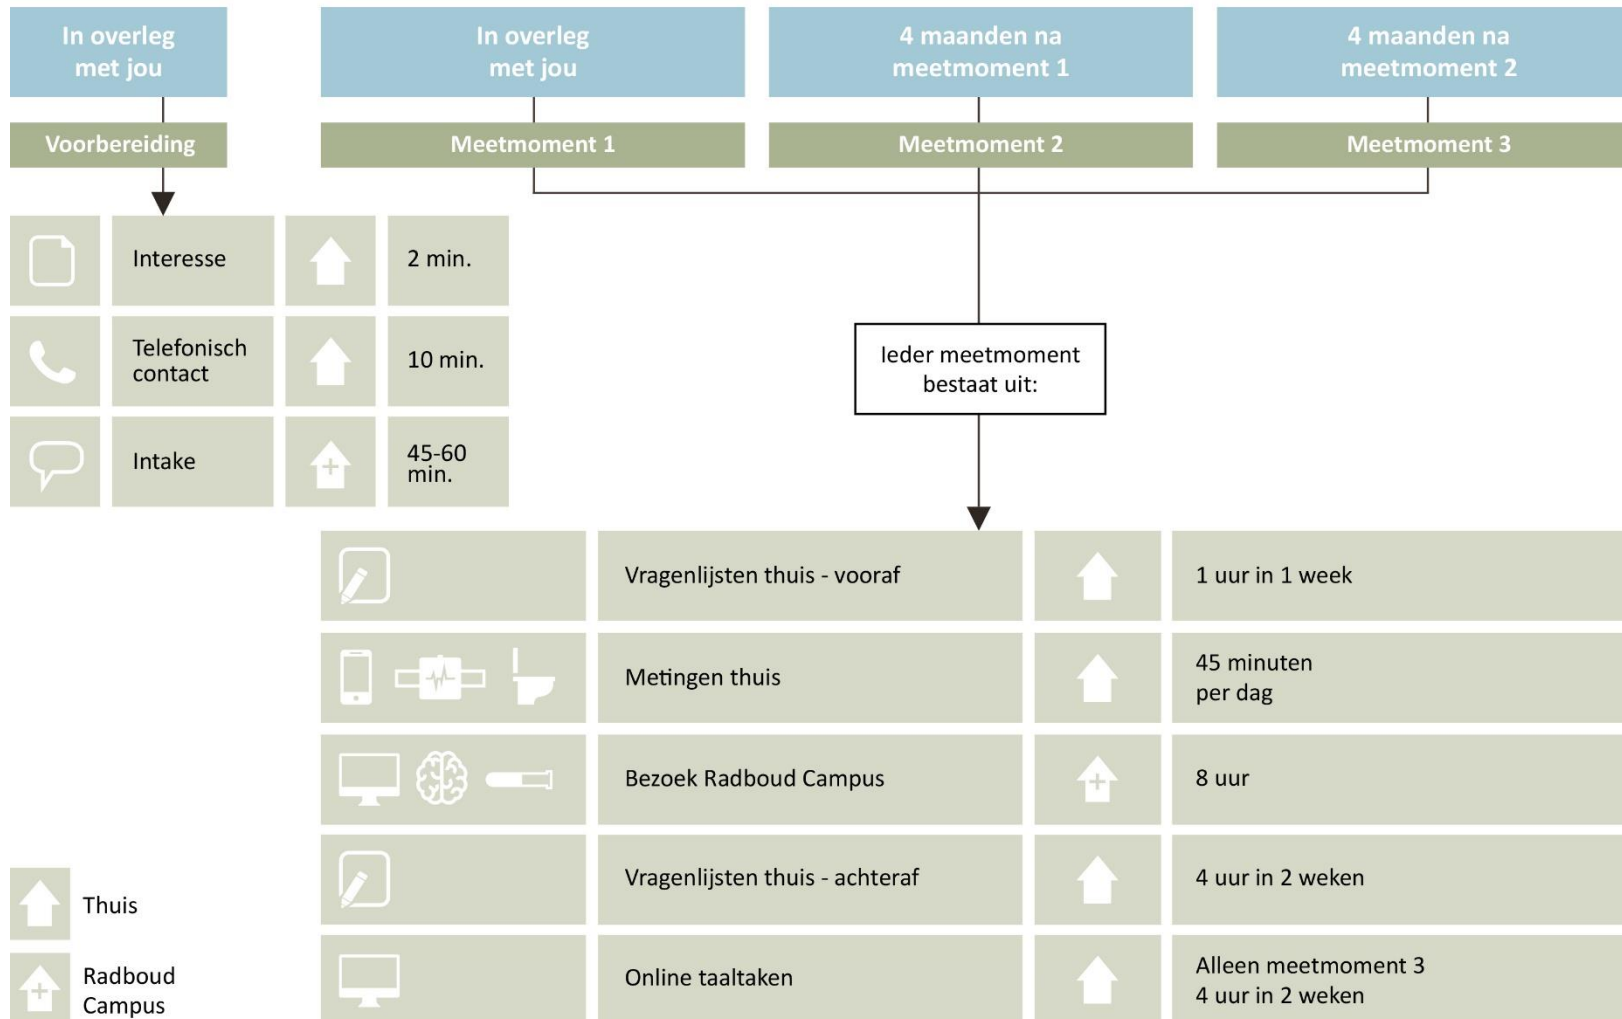 In overleg
met jou
In overleg
met jou
4 maanden na
meetmoment 1
4 maanden na
meetmoment 2
Voorbereiding
Meetmoment 1
Meetmoment 2
Meetmoment 3
Interesse
2 min.
Telefonisch
contact
10 min.
Intake
45-60
min.
Ieder meetmoment
bestaat uit:
Vragenlijsten thuis - vooraf
1 uur in 1 week
Metingen thuis
45 minuten
per dag
Bezoek Radboud Campus
8 uur
Vragenlijsten thuis - achteraf
4 uur in 2 weken
Online taaltaken
Alleen meetmoment 3
4 uur in 2 weken
Thuis
Radboud
Campus